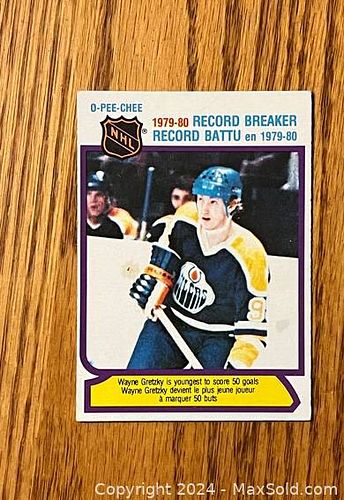 O-PEE-CHEE
NHL ®
1979-80 RECORD BREAKER
RECORD BATTU en 1979-80
OILERS
9
Wayne Gretzky is youngest to score 50 goals
Wayne Gretzky devient le plus jeune joueur
à marquer 50 buts
Copyright © 2024 - MaxSold.com